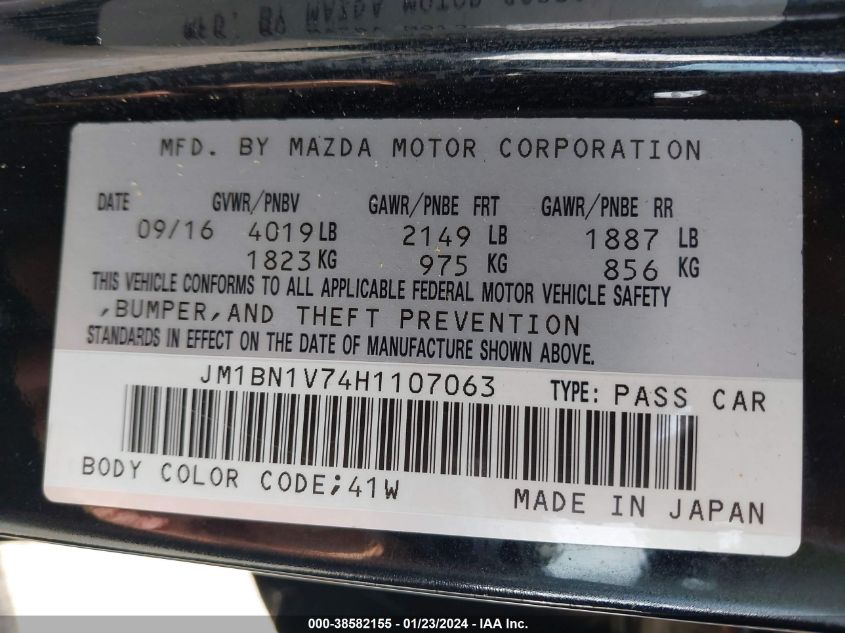 MFD. BY MAZDA MOTOR CORPORATION
DATE GVWR/PNBV GAWR/PNBE FRT GAWR/PNBE RR
09/16 4019 LB 2149 LB 1887 LB
1823 KG 975 KG 856 KG
THIS VEHICLE CONFORMS TO ALL APPLICABLE FEDERAL MOTOR VEHICLE SAFETY
,BUMPER,AND THEFT PREVENTION
STANDARDS IN EFFECT ON THE DATE OF MANUFACTURE SHOWN ABOVE.
JM1BN1V74H1107063 TYPE: PASS CAR
BODY COLOR CODE;41W
MADE IN JAPAN
000-38582155 - 01/23/2024 - IAA Inc.